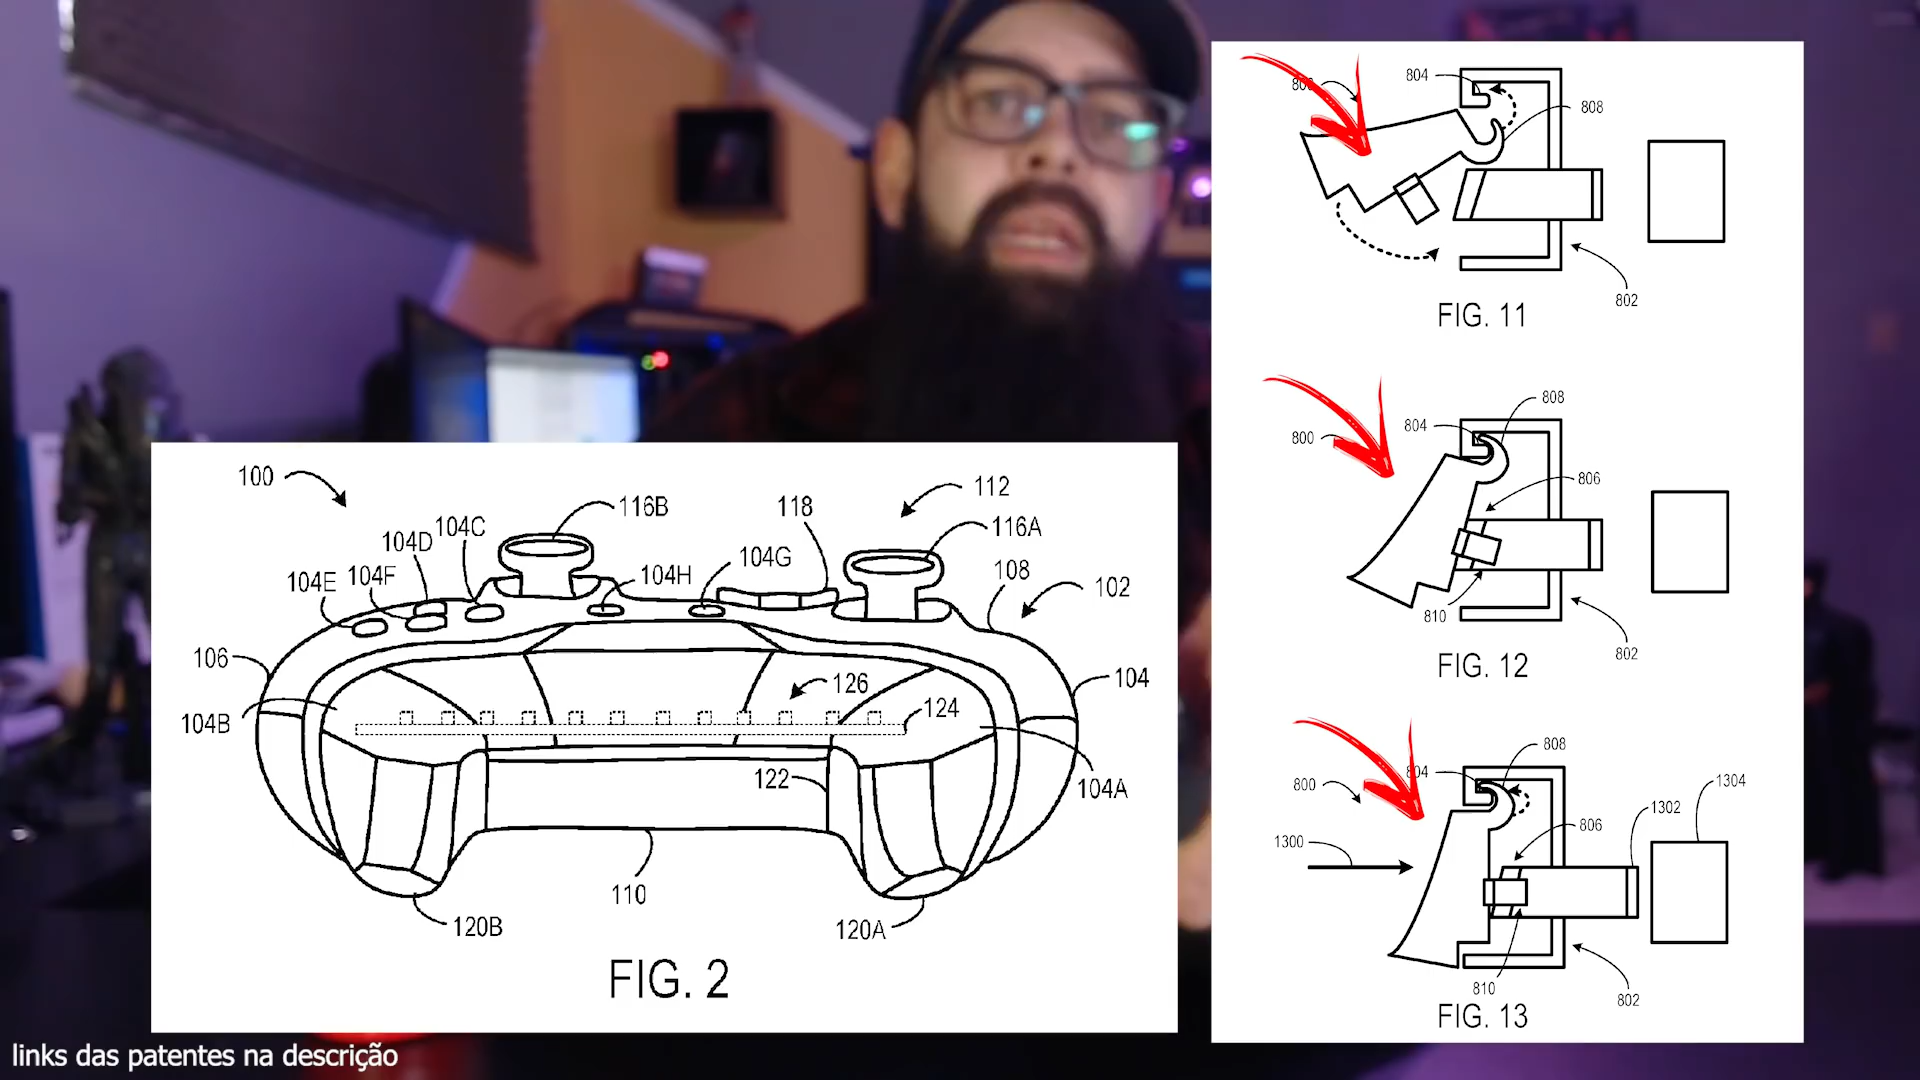 100
116B
118
112
116A
104D
104C
104G
104E
104F
104H
108
102
106
104
126
104B
124
122
104A
110
120B
120A
FIG. 2
804
808
802
FIG. 11
808
804
800
806
810
802
FIG. 12
808
804
800
1304
1302
806
1300
810
802
FIG. 13
links das patentes na descrição